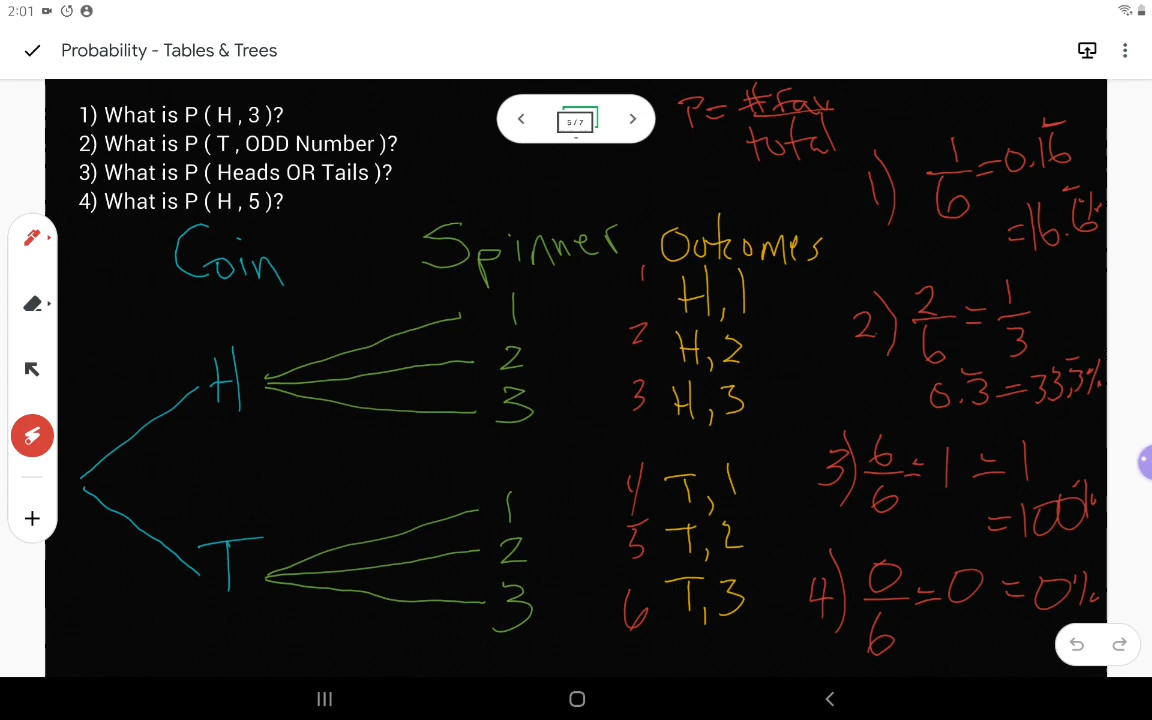 2:01
Probability - Tables & Trees
1) What is P ( H , 3 )?
2) What is P ( T , ODD Number )?
3) What is P ( Heads OR Tails )?
4) What is P ( H , 5 )?
5 / 7
P = # Fav / total
1) 1/6 = 0.16̅
= 16.6̅%
Coin Spinner Outcomes
H
1 1 H, 1
2 2 H, 2
3 3 H, 3
T
1 4 T, 1
2 5 T, 2
3 6 T, 3
2) 2/6 = 1/3
0.3̅ = 33.3̅%
3) 6/6 = 1 = 1
= 100%
4) 0/6 = 0 = 0%